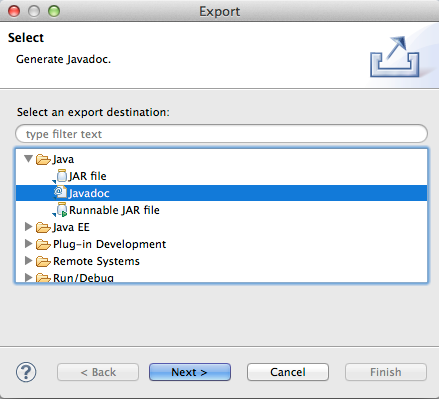 Export
Select
Generate Javadoc.
Select an export destination:
type filter text
Java
JAR file
Javadoc
Runnable JAR file
Java EE
Plug-in Development
Remote Systems
Run/Debug
?
< Back
Next >
Cancel
Finish